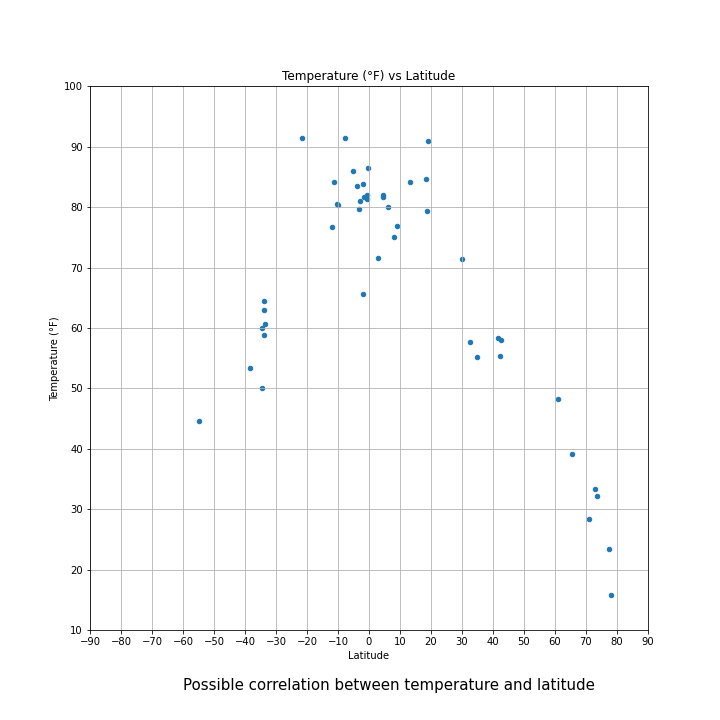 Temperature (°F) vs Latitude
100
90
80
70
60
50
40
30
20
10
Temperature (°F)
−90 −80 −70 −60 −50 −40 −30 −20 −10 0 10 20 30 40 50 60 70 80 90
Latitude
Possible correlation between temperature and latitude